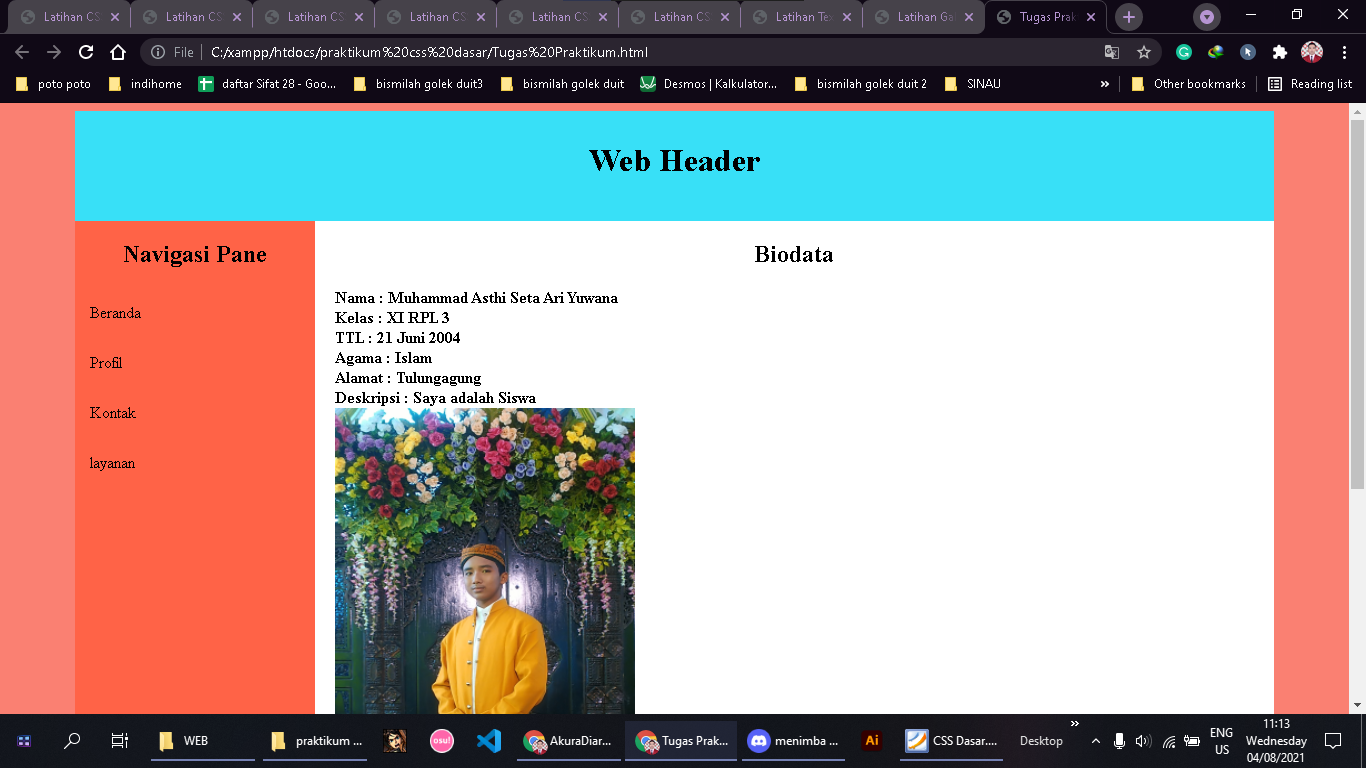 Latihan CS
Latihan CS
Latihan CS
Latihan CS
Latihan CS
Latihan CS
Latihan Tex
Latihan Gal
Tugas Prak
File
C:/xampp/htdocs/praktikum%20css%20dasar/Tugas%20Praktikum.html
poto poto
indihome
daftar Sifat 28 - Goo...
bismilah golek duit3
bismilah golek duit
Desmos | Kalkulator...
bismilah golek duit 2
SINAU
»
Other bookmarks
Reading list
Web Header
Navigasi Pane
Beranda
Profil
Kontak
layanan
Biodata
Nama : Muhammad Asthi Seta Ari Yuwana
Kelas : XI RPL 3
TTL : 21 Juni 2004
Agama : Islam
Alamat : Tulungagung
Deskripsi : Saya adalah Siswa
WEB
praktikum ...
osu!
AkuraDiar...
Tugas Prak...
menimba ...
Ai
CSS Dasar....
Desktop
»
ENG
US
11:13
Wednesday
04/08/2021